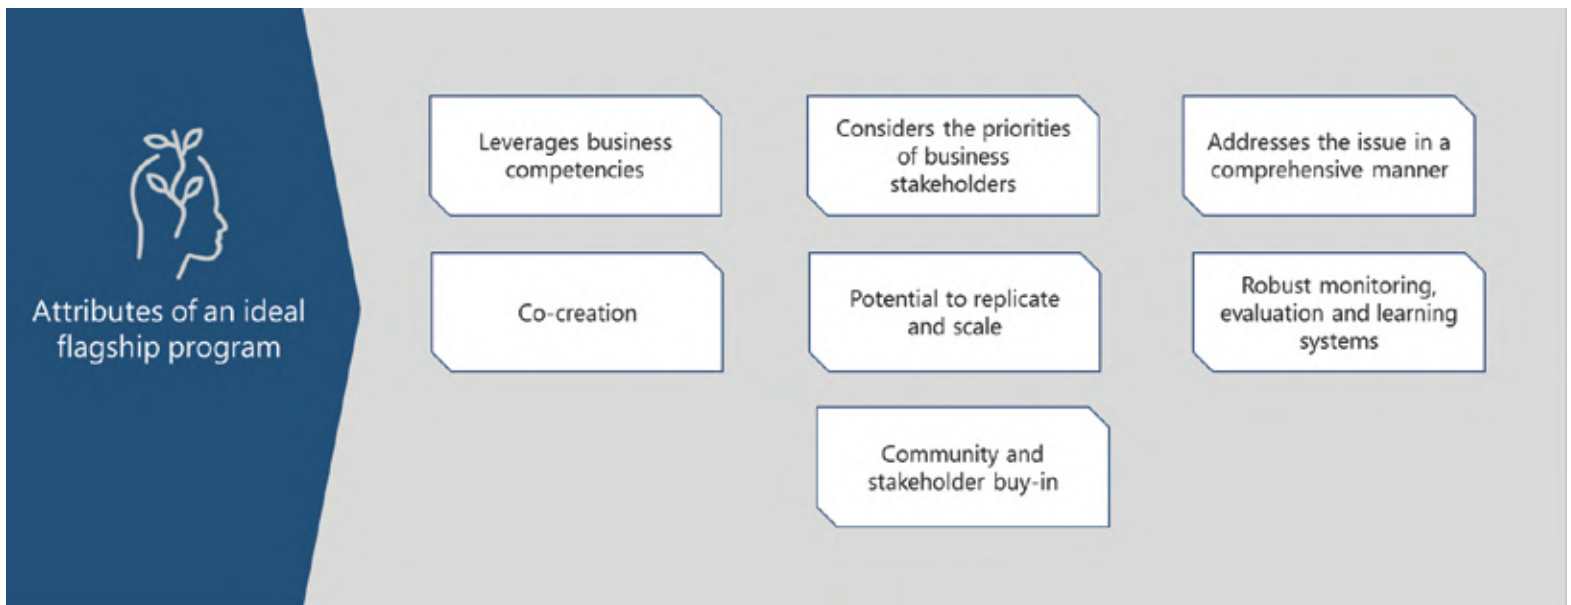 Attributes of an ideal
flagship program
Leverages business
competencies
Considers the priorities
of business
stakeholders
Addresses the issue in a
comprehensive manner
Co-creation
Potential to replicate
and scale
Robust monitoring,
evaluation and learning
systems
Community and
stakeholder buy-in